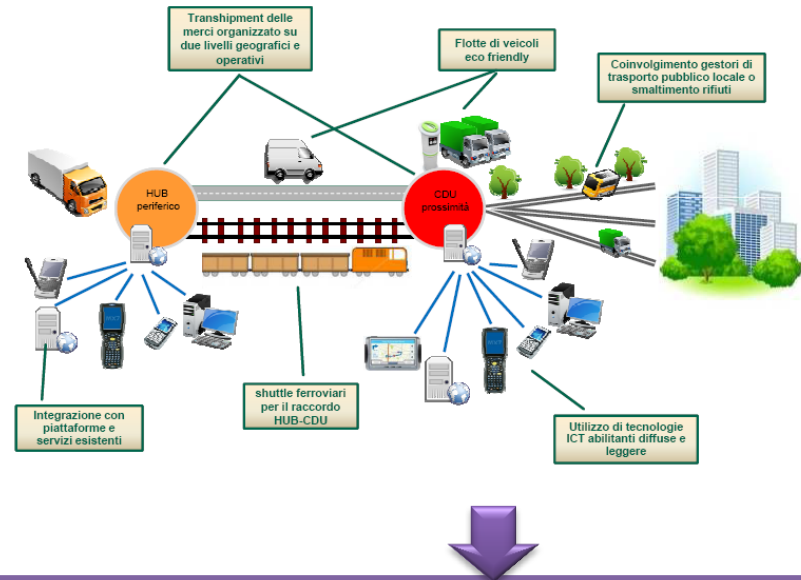 Transhipment delle
merci organizzato su
due livelli geografici e
operativi
Flotte di veicoli
eco friendly
Coinvolgimento gestori di
trasporto pubblico locale o
smaltimento rifiuti
HUB
periferico
CDU
prossimità
Integrazione con
piattaforme e
servizi esistenti
shuttle ferroviari
per il raccordo
HUB-CDU
Utilizzo di tecnologie
ICT abilitanti diffuse e
leggere